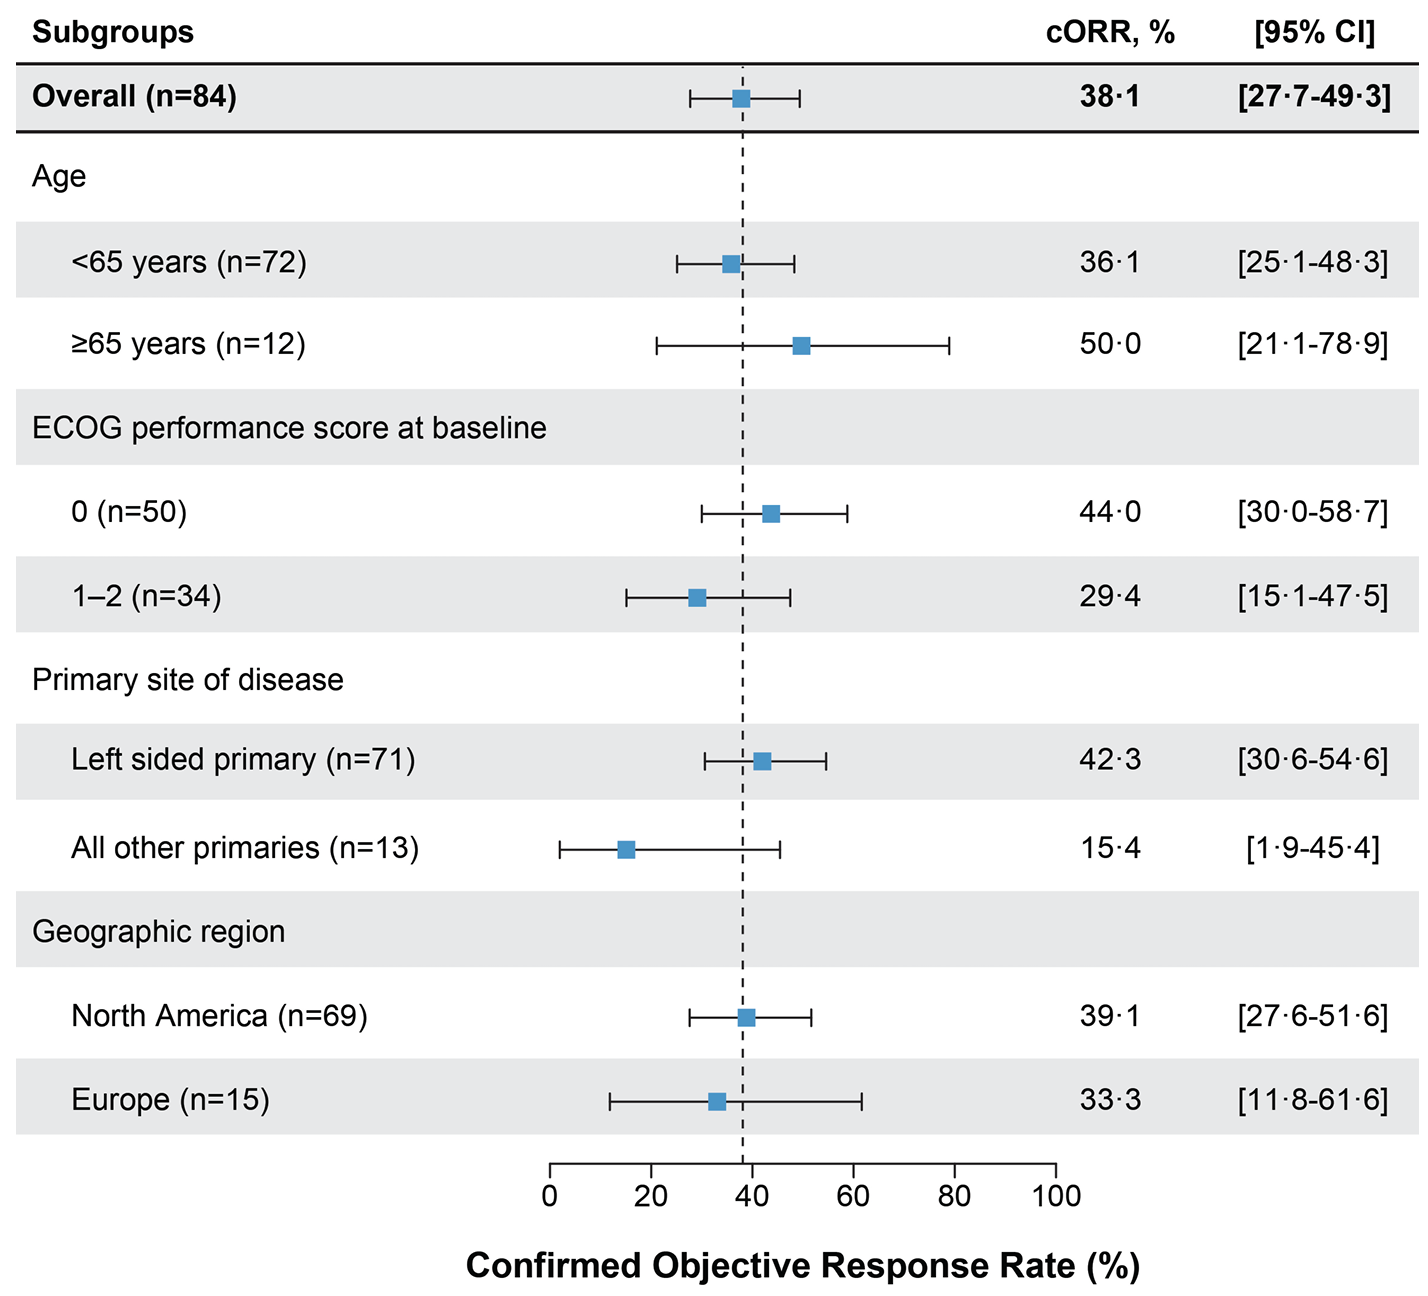 Subgroups cORR, % [95% CI]
Overall (n=84) 38·1 [27·7-49·3]
Age
<65 years (n=72) 36·1 [25·1-48·3]
≥65 years (n=12) 50·0 [21·1-78·9]
ECOG performance score at baseline
0 (n=50) 44·0 [30·0-58·7]
1–2 (n=34) 29·4 [15·1-47·5]
Primary site of disease
Left sided primary (n=71) 42·3 [30·6-54·6]
All other primaries (n=13) 15·4 [1·9-45·4]
Geographic region
North America (n=69) 39·1 [27·6-51·6]
Europe (n=15) 33·3 [11·8-61·6]
0 20 40 60 80 100
Confirmed Objective Response Rate (%)